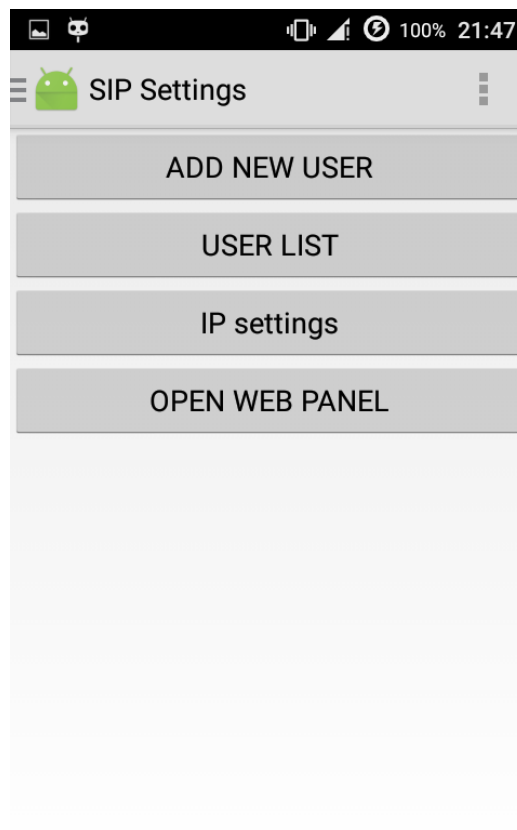 100% 21:47
SIP Settings
ADD NEW USER
USER LIST
IP settings
OPEN WEB PANEL